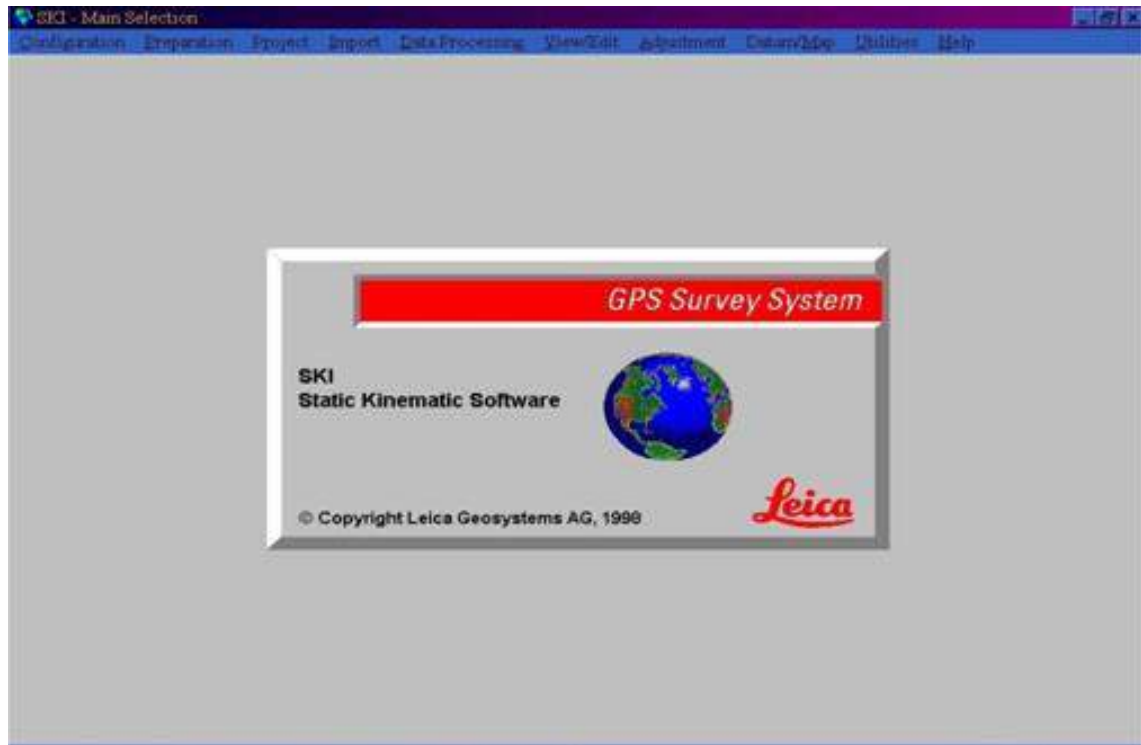 SKI - Main Selection
Configuration Preparation Project Import Data Processing View/Edit Adjustment Datum/Map Utilities Help
GPS Survey System
SKI
Static Kinematic Software
© Copyright Leica Geosystems AG, 1998
Leica